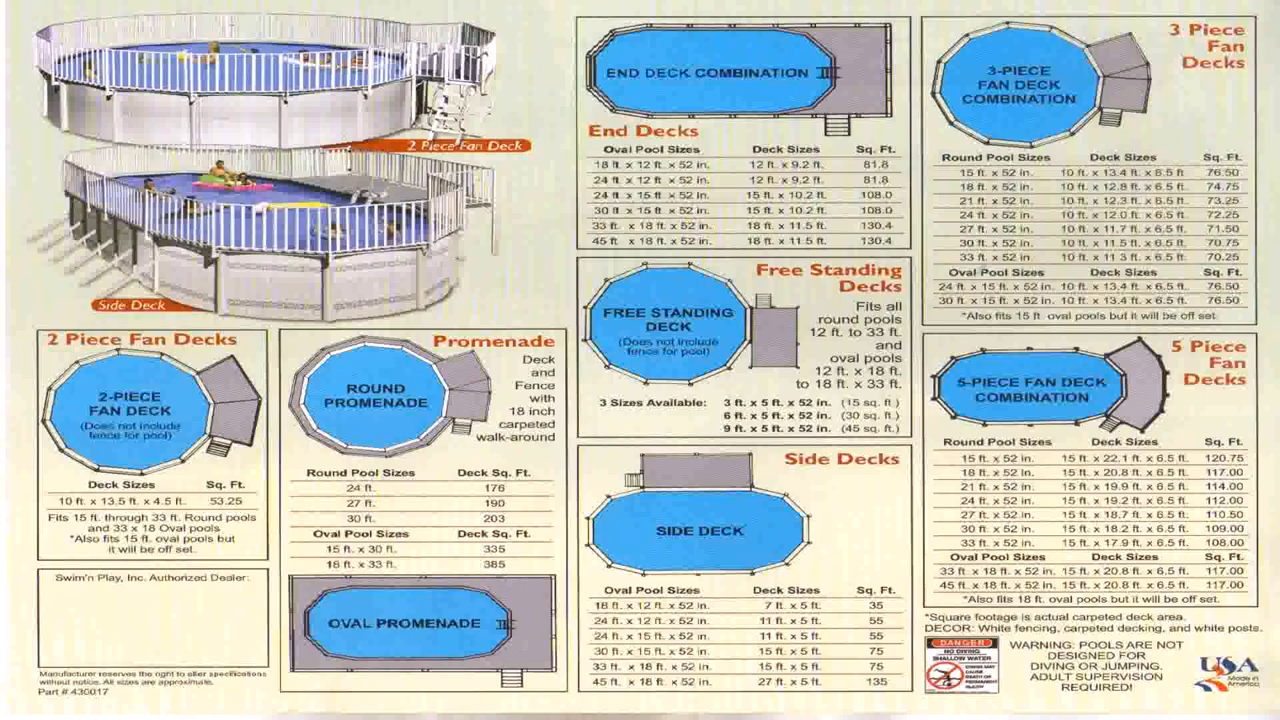 2 Piece Fan Deck
Side Deck
2 Piece Fan Decks
2-PIECE
FAN DECK
(Does not include
fence for pool)
Deck Sizes Sq. Ft.
10 ft. x 13.5 ft. x 4.5 ft. 53.25
Fits 15 ft. through 33 ft. Round pools
and 33 x 18 Oval pools
*Also fits 15 ft. oval pools but
it will be off set.
Swim'n Play, Inc. Authorized Dealer:
Manufacturer reserves the right to alter specifications
without notice. All sizes are approximate.
Part # 430017
Promenade
ROUND
PROMENADE
Deck
and
Fence
with
18 inch
carpeted
walk-around
Round Pool Sizes Deck Sq. Ft.
24 ft. 176
27 ft. 190
30 ft. 203
Oval Pool Sizes Deck Sq. Ft.
15 ft. x 30 ft. 335
18 ft. x 33 ft. 385
OVAL PROMENADE
END DECK COMBINATION
End Decks
Oval Pool Sizes Deck Sizes Sq. Ft.
18 ft. x 12 ft. x 52 in. 12 ft. x 9.2 ft. 81.8
24 ft. x 12 ft. x 52 in. 12 ft. x 9.2 ft. 81.8
24 ft. x 15 ft. x 52 in. 15 ft. x 10.2 ft. 108.0
30 ft. x 15 ft. x 52 in. 15 ft. x 10.2 ft. 108.0
33 ft. x 18 ft. x 52 in. 18 ft. x 11.5 ft. 130.4
45 ft. x 18 ft. x 52 in. 18 ft. x 11.5 ft. 130.4
Free Standing
Decks
FREE STANDING
DECK
(Does not include
fence for pool)
Fits all
round pools
12 ft. to 33 ft.
and
oval pools
12 ft. x 18 ft.
to 18 ft. x 33 ft.
3 Sizes Available: 3 ft. x 5 ft. x 52 in. (15 sq. ft.)
6 ft. x 5 ft. x 52 in. (30 sq. ft.)
9 ft. x 5 ft. x 52 in. (45 sq. ft.)
Side Decks
SIDE DECK
Oval Pool Sizes Deck Sizes Sq. Ft.
18 ft. x 12 ft. x 52 in. 7 ft. x 5 ft. 35
24 ft. x 12 ft. x 52 in. 11 ft. x 5 ft. 55
24 ft. x 15 ft. x 52 in. 11 ft. x 5 ft. 55
30 ft. x 15 ft. x 52 in. 15 ft. x 5 ft. 75
33 ft. x 18 ft. x 52 in. 15 ft. x 5 ft. 75
45 ft. x 18 ft. x 52 in. 27 ft. x 5 ft. 135
3 Piece
Fan
Decks
3-PIECE
FAN DECK
COMBINATION
Round Pool Sizes Deck Sizes Sq. Ft.
15 ft. x 52 in. 10 ft. x 13.4 ft. x 6.5 ft 76.50
18 ft. x 52 in. 10 ft. x 12.8 ft. x 6.5 ft. 74.75
21 ft. x 52 in. 10 ft. x 12.3 ft. x 6.5 ft. 73.25
24 ft. x 52 in. 10 ft. x 12.0 ft. x 6.5 ft. 72.25
27 ft. x 52 in. 10 ft. x 11.7 ft. x 6.5 ft. 71.50
30 ft. x 52 in. 10 ft. x 11.5 ft. x 6.5 ft. 70.75
33 ft. x 52 in. 10 ft. x 11.3 ft. x 6.5 ft. 70.25
Oval Pool Sizes Deck Sizes Sq. Ft.
24 ft. x 15 ft. x 52 in. 10 ft. x 13.4 ft. x 6.5 ft. 76.50
30 ft. x 15 ft. x 52 in. 10 ft. x 13.4 ft. x 6.5 ft. 76.50
*Also fits 15 ft. oval pools but it will be off set.
5 Piece
Fan
Decks
5-PIECE FAN DECK
COMBINATION
Round Pool Sizes Deck Sizes Sq. Ft.
15 ft. x 52 in. 15 ft. x 22.1 ft. x 6.5 ft. 120.75
18 ft. x 52 in. 15 ft. x 20.8 ft. x 6.5 ft. 117.00
21 ft. x 52 in. 15 ft. x 19.9 ft. x 6.5 ft. 114.00
24 ft. x 52 in. 15 ft. x 19.2 ft. x 6.5 ft. 112.00
27 ft. x 52 in. 15 ft. x 18.7 ft. x 6.5 ft. 110.50
30 ft. x 52 in. 15 ft. x 18.2 ft. x 6.5 ft. 109.00
33 ft. x 52 in. 15 ft. x 17.9 ft. x 6.5 ft. 108.00
Oval Pool Sizes Deck Sizes Sq. Ft.
33 ft. x 18 ft. x 52 in. 15 ft. x 20.8 ft. x 6.5 ft. 117.00
45 ft. x 18 ft. x 52 in. 15 ft. x 20.8 ft. x 6.5 ft. 117.00
*Also fits 18 ft. oval pools but it will be off set.
*Square footage is actual carpeted deck area.
DECOR: White fencing, carpeted decking, and white posts.
DANGER
NO DIVING
SHALLOW WATER
DIVING MAY
CAUSE
DEATH OR
PERMANENT
INJURY
WARNING: POOLS ARE NOT
DESIGNED FOR
DIVING OR JUMPING.
ADULT SUPERVISION
REQUIRED!
USA
Made in
America